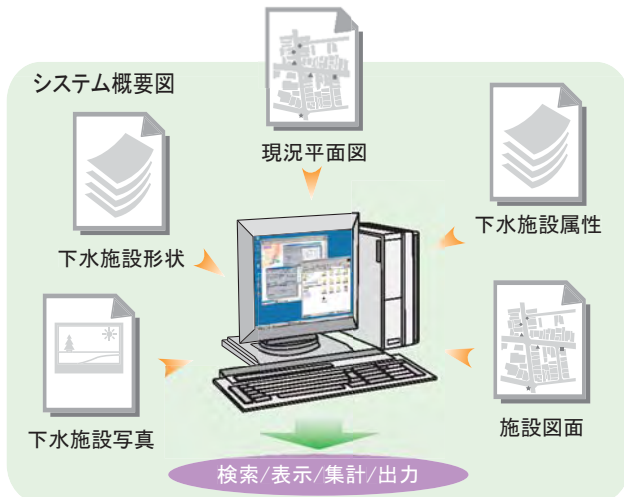 システム概要図
現況平面図
下水施設形状
下水施設属性
下水施設写真
施設図面
検索/表示/集計/出力